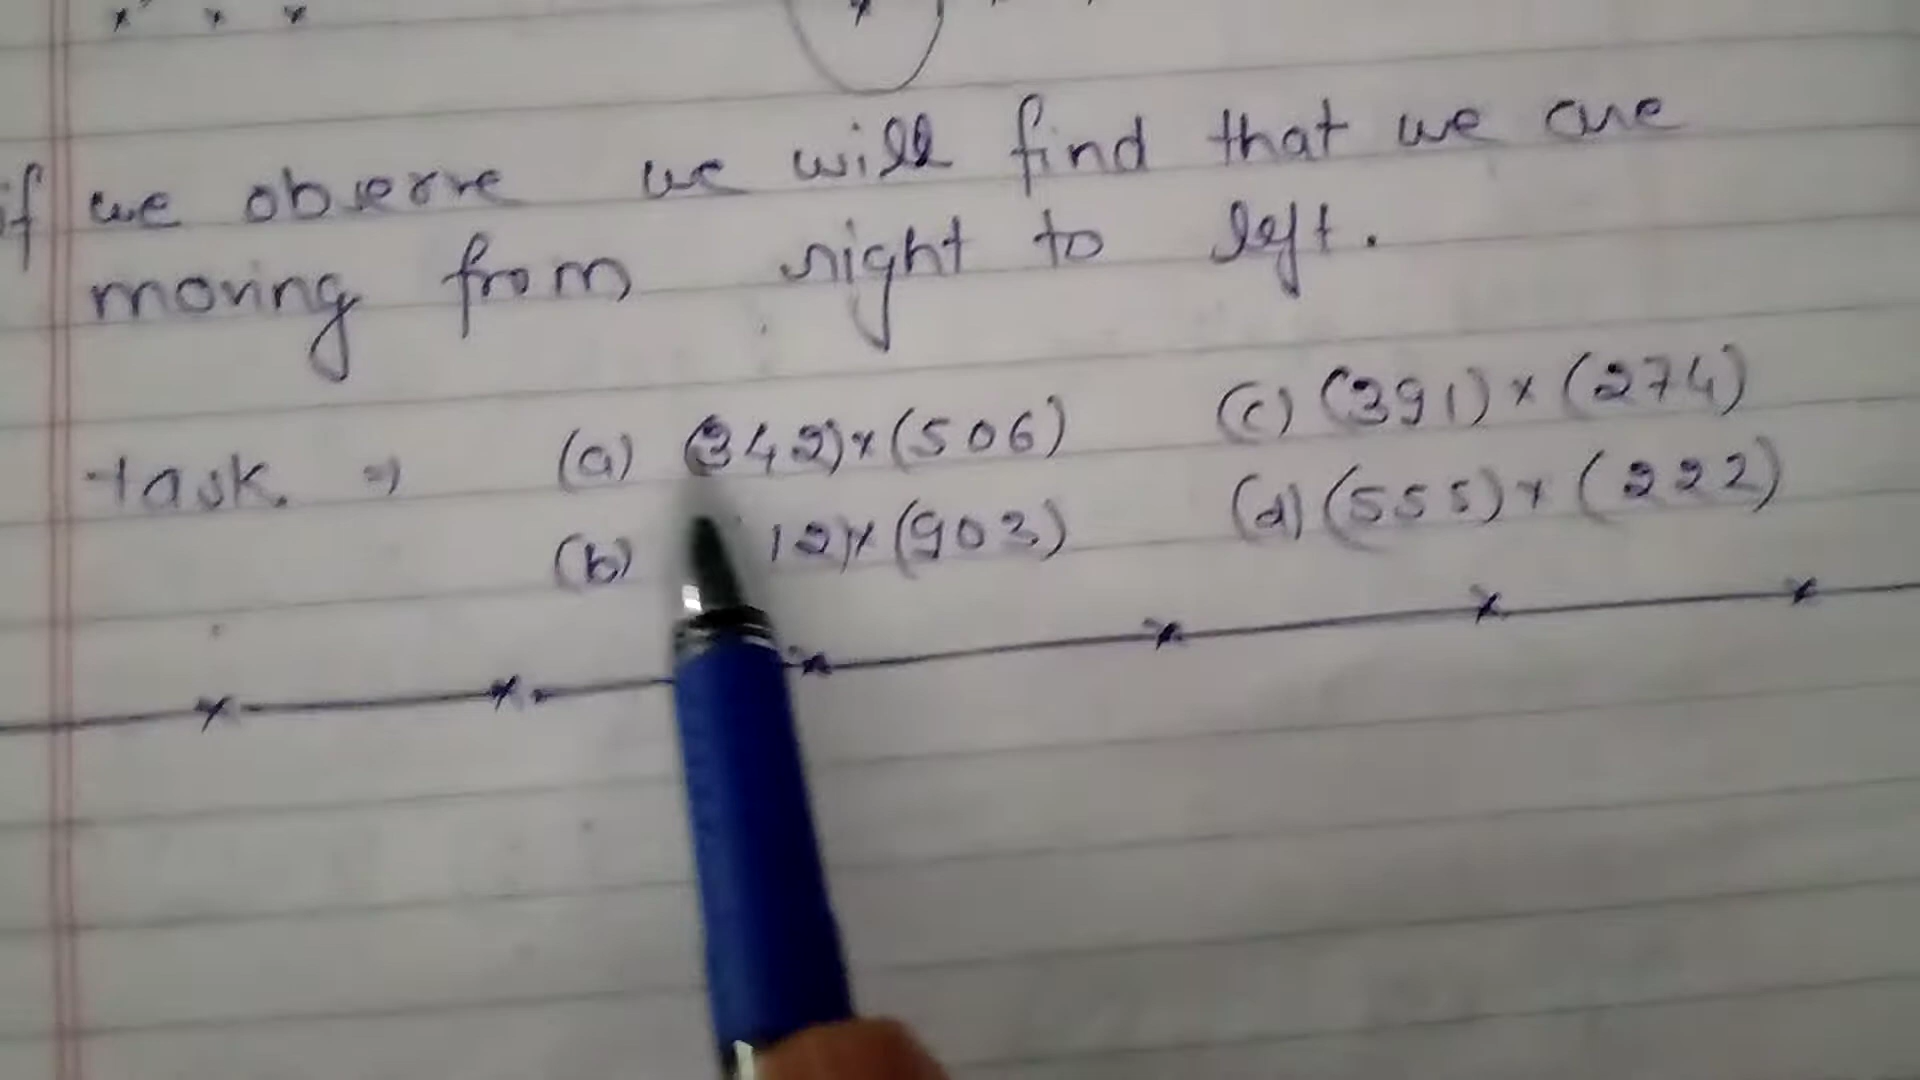 if we observe we will find that we are
moving from right to left.
task. ⇒ (a) (342)×(506) (c) (391)×(274)
(b) 12)×(903) (d) (555)×(222)